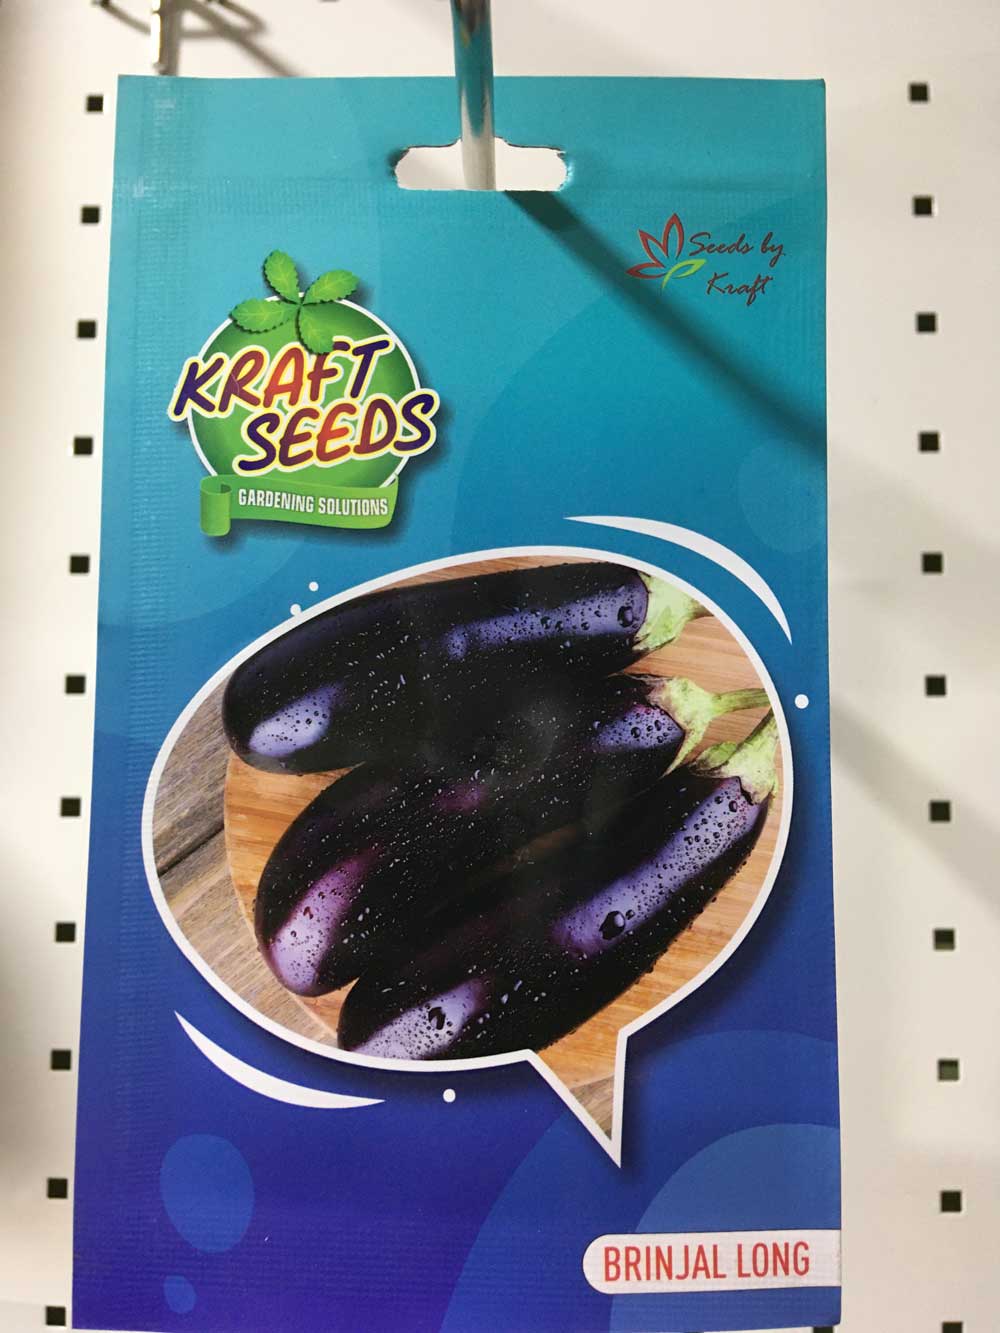 Seeds by
Kraft
KRAFT
SEEDS
GARDENING SOLUTIONS
BRINJAL LONG